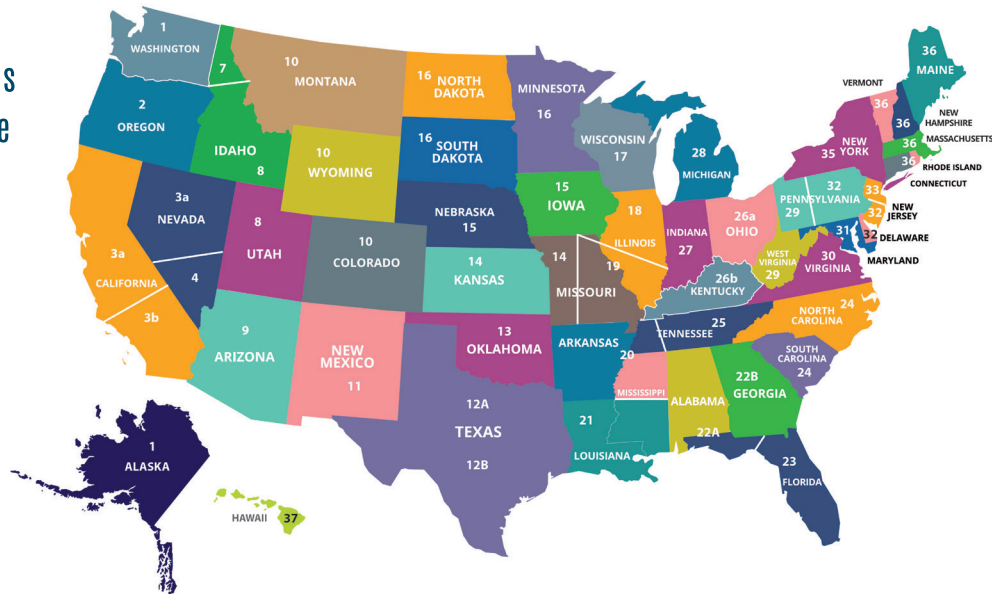 s
e
1
WASHINGTON
7
10
MONTANA
16 NORTH
DAKOTA
MINNESOTA
16
36
MAINE
VERMONT
36
36
NEW
HAMPSHIRE
MASSACHUSETTS
36
36
RHODE ISLAND
CONNECTICUT
2
OREGON
IDAHO
8
10
WYOMING
16
SOUTH
DAKOTA
WISCONSIN
17
28
MICHIGAN
NEW
YORK
35
3a
NEVADA
4
8
UTAH
10
COLORADO
NEBRASKA
15
15
IOWA
18
ILLINOIS
INDIANA
27
26a
OHIO
32
PENNSYLVANIA
29
33
32
NEW
JERSEY
31
32
DELAWARE
MARYLAND
3a
CALIFORNIA
3b
14
KANSAS
14
19
MISSOURI
26b
KENTUCKY
WEST
VIRGINIA
29
30
VIRGINIA
9
ARIZONA
NEW
MEXICO
11
13
OKLAHOMA
ARKANSAS
20
25
TENNESSEE
24
NORTH
CAROLINA
SOUTH
CAROLINA
24
12A
TEXAS
12B
21
LOUISIANA
MISSISSIPPI
ALABAMA
22A
22B
GEORGIA
23
FLORIDA
1
ALASKA
HAWAII
37